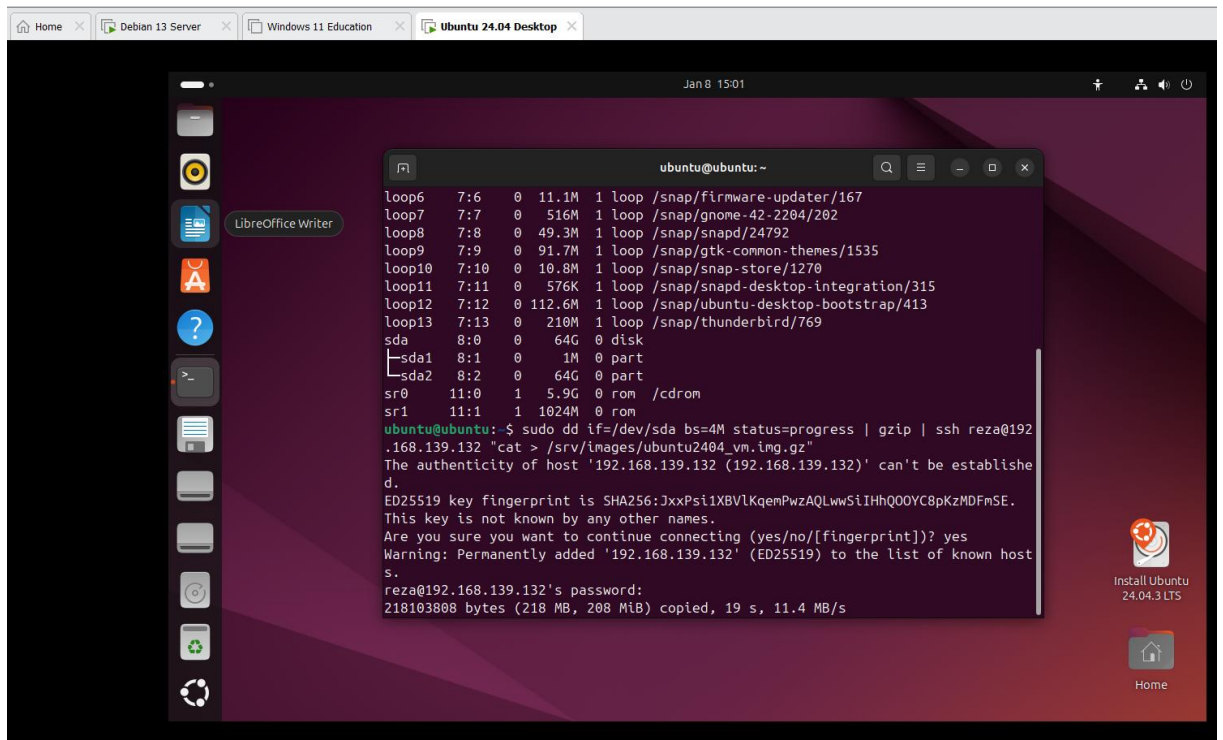 Home
Debian 13 Server
Windows 11 Education
Ubuntu 24.04 Desktop
Jan 8 15:01
ubuntu@ubuntu: ~
LibreOffice Writer
loop6 7:6 0 11.1M 1 loop /snap/firmware-updater/167
loop7 7:7 0 516M 1 loop /snap/gnome-42-2204/202
loop8 7:8 0 49.3M 1 loop /snap/snapd/24792
loop9 7:9 0 91.7M 1 loop /snap/gtk-common-themes/1535
loop10 7:10 0 10.8M 1 loop /snap/snap-store/1270
loop11 7:11 0 576K 1 loop /snap/snapd-desktop-integration/315
loop12 7:12 0 112.6M 1 loop /snap/ubuntu-desktop-bootstrap/413
loop13 7:13 0 210M 1 loop /snap/thunderbird/769
sda 8:0 0 64G 0 disk
├─sda1 8:1 0 1M 0 part
└─sda2 8:2 0 64G 0 part
sr0 11:0 1 5.9G 0 rom /cdrom
sr1 11:1 1 1024M 0 rom
ubuntu@ubuntu:~$ sudo dd if=/dev/sda bs=4M status=progress | gzip | ssh reza@192
.168.139.132 "cat > /srv/images/ubuntu2404_vm.img.gz"
The authenticity of host '192.168.139.132 (192.168.139.132)' can't be establishe
d.
ED25519 key fingerprint is SHA256:JxxPsi1XBVlKqemPwzAQLwwSiIHhQOOYC8pKzMDFmSE.
This key is not known by any other names.
Are you sure you want to continue connecting (yes/no/[fingerprint])? yes
Warning: Permanently added '192.168.139.132' (ED25519) to the list of known host
s.
reza@192.168.139.132's password:
218103808 bytes (218 MB, 208 MiB) copied, 19 s, 11.4 MB/s
Install Ubuntu
24.04.3 LTS
Home